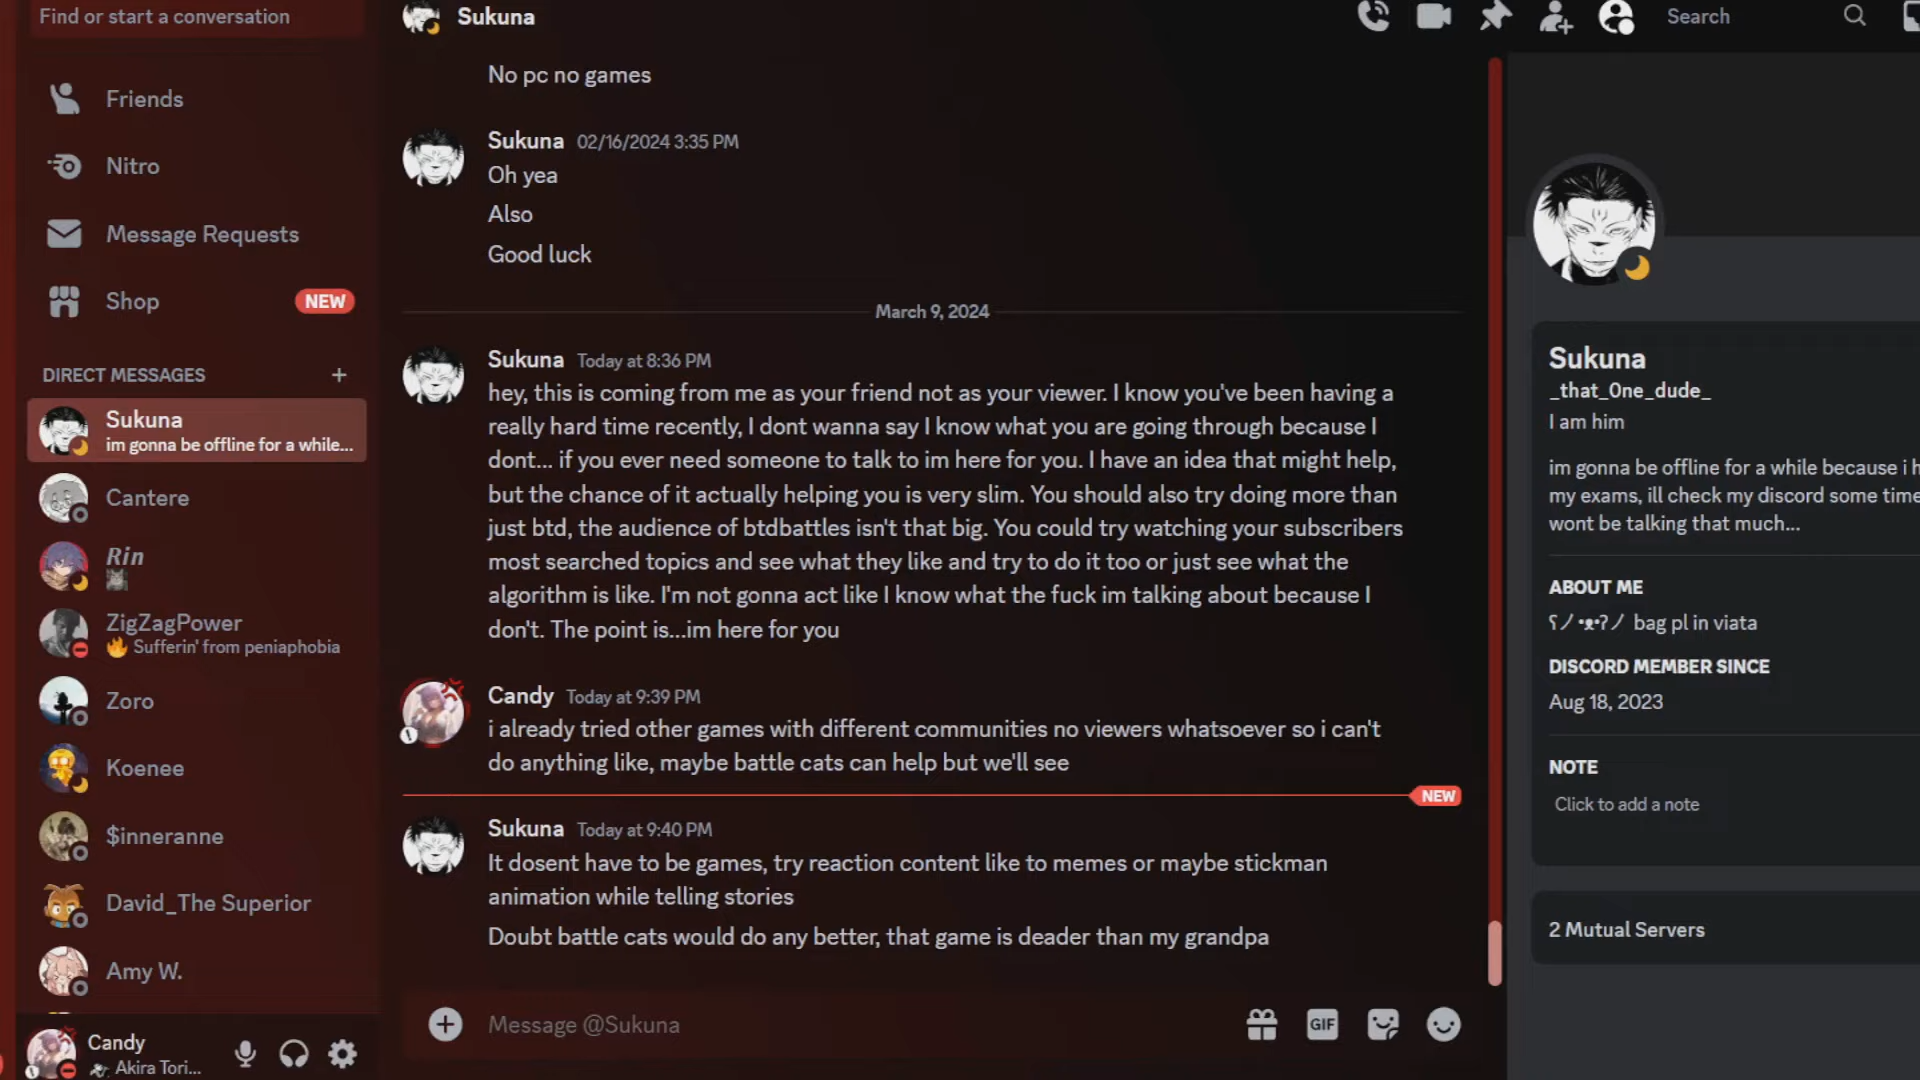 Find or start a conversation
Friends
Nitro
Message Requests
Shop
NEW
DIRECT MESSAGES
Sukuna
im gonna be offline for a while...
Cantere
Rin
ZigZagPower
🔥 Sufferin' from peniaphobia
Zoro
Koenee
$inneranne
David_The Superior
Amy W.
Candy
Akira Tori...
Sukuna
Search
No pc no games
Sukuna 02/16/2024 3:35 PM
Oh yea
Also
Good luck
March 9, 2024
Sukuna Today at 8:36 PM
hey, this is coming from me as your friend not as your viewer. I know you've been having a
really hard time recently, I dont wanna say I know what you are going through because I
dont... if you ever need someone to talk to im here for you. I have an idea that might help,
but the chance of it actually helping you is very slim. You should also try doing more than
just btd, the audience of btdbattles isn't that big. You could try watching your subscribers
most searched topics and see what they like and try to do it too or just see what the
algorithm is like. I'm not gonna act like I know what the fuck im talking about because I
don't. The point is...im here for you
Candy Today at 9:39 PM
i already tried other games with different communities no viewers whatsoever so i can't
do anything like, maybe battle cats can help but we'll see
NEW
Sukuna Today at 9:40 PM
It dosent have to be games, try reaction content like to memes or maybe stickman
animation while telling stories
Doubt battle cats would do any better, that game is deader than my grandpa
Message @Sukuna
GIF
Sukuna
_that_0ne_dude_
I am him
im gonna be offline for a while because i h
my exams, ill check my discord some time
wont be talking that much...
ABOUT ME
ʕノ•ᴥ•ʔノ bag pl in viata
DISCORD MEMBER SINCE
Aug 18, 2023
NOTE
Click to add a note
2 Mutual Servers